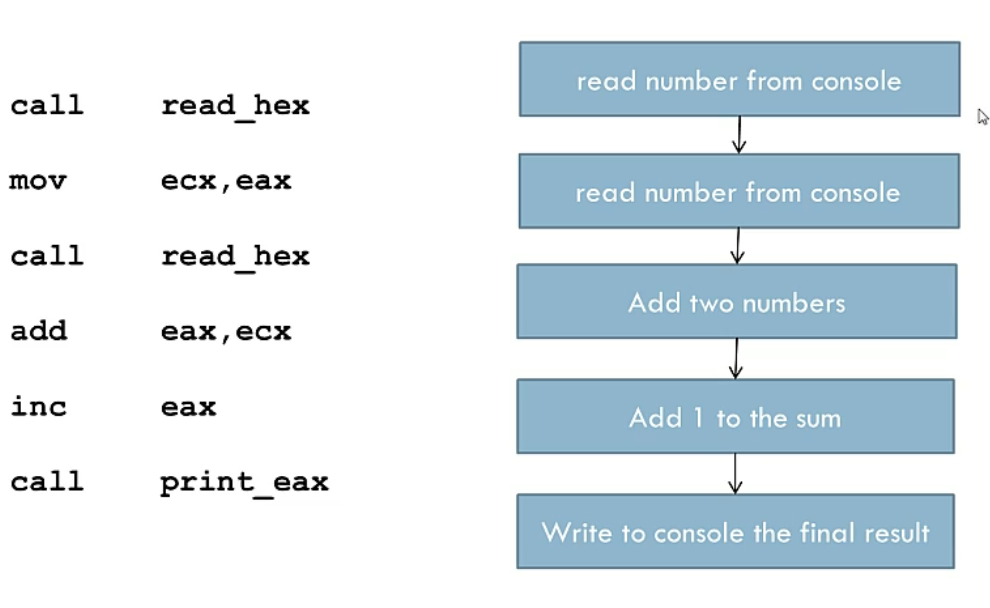 call read_hex
mov ecx,eax
call read_hex
add eax,ecx
inc eax
call print_eax
read number from console
read number from console
Add two numbers
Add 1 to the sum
Write to console the final result